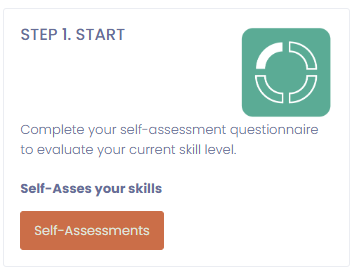 STEP 1. START
Complete your self-assessment questionnaire
to evaluate your current skill level.
Self-Asses your skills
Self-Assessments